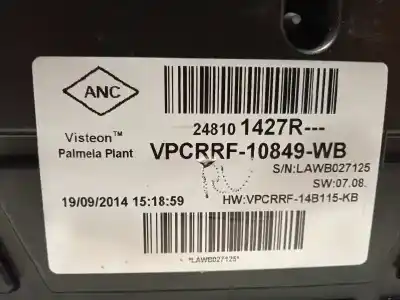 ANC
24810 1427R---
Visteon™
Palmela Plant
VPCRRF-10849-WB
S/N:LAWB027125
SW:07.08.
19/09/2014 15:18:59
HW:VPCRRF-14B115-KB
*LAWB027125*